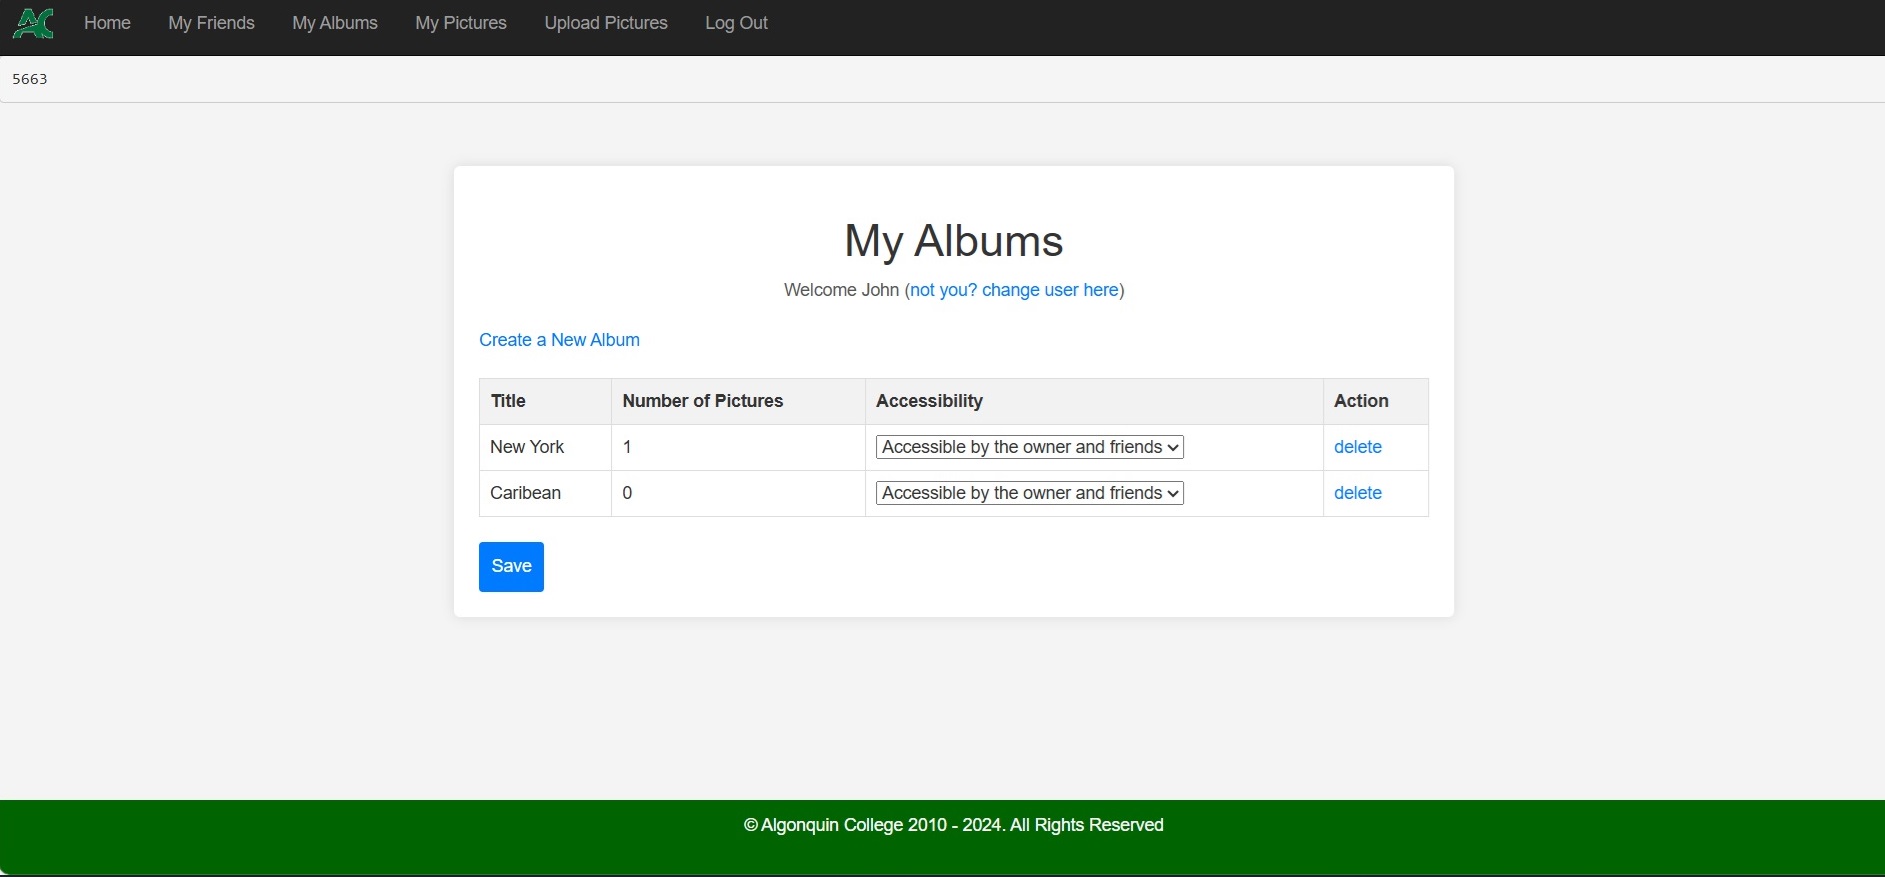 AC Home My Friends My Albums My Pictures Upload Pictures Log Out
5663
My Albums
Welcome John (not you? change user here)
Create a New Album
Title Number of Pictures Accessibility Action
New York 1 Accessible by the owner and friends delete
Caribean 0 Accessible by the owner and friends delete
Save
© Algonquin College 2010 - 2024. All Rights Reserved